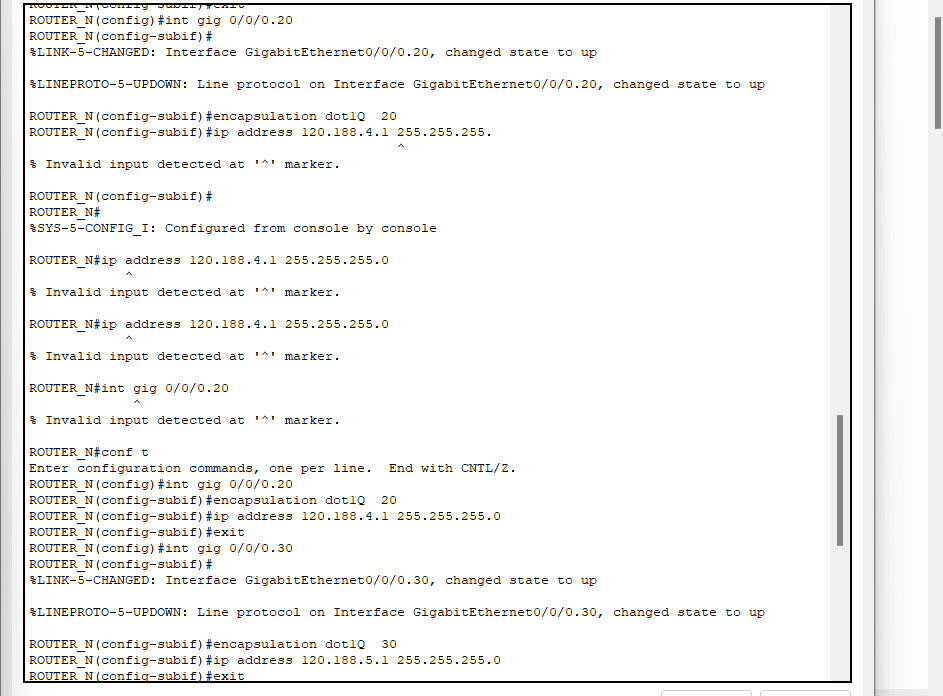 ROUTER_N(config-subif)#exit
ROUTER_N(config)#int gig 0/0/0.20
ROUTER_N(config-subif)#
%LINK-5-CHANGED: Interface GigabitEthernet0/0/0.20, changed state to up
%LINEPROTO-5-UPDOWN: Line protocol on Interface GigabitEthernet0/0/0.20, changed state to up
ROUTER_N(config-subif)#encapsulation dot1Q  20
ROUTER_N(config-subif)#ip address 120.188.4.1 255.255.255.
^
% Invalid input detected at '^' marker.
ROUTER_N(config-subif)#
ROUTER_N#
%SYS-5-CONFIG_I: Configured from console by console
ROUTER_N#ip address 120.188.4.1 255.255.255.0
^
% Invalid input detected at '^' marker.
ROUTER_N#ip address 120.188.4.1 255.255.255.0
^
% Invalid input detected at '^' marker.
ROUTER_N#int gig 0/0/0.20
^
% Invalid input detected at '^' marker.
ROUTER_N#conf t
Enter configuration commands, one per line.  End with CNTL/Z.
ROUTER_N(config)#int gig 0/0/0.20
ROUTER_N(config-subif)#encapsulation dot1Q  20
ROUTER_N(config-subif)#ip address 120.188.4.1 255.255.255.0
ROUTER_N(config-subif)#exit
ROUTER_N(config)#int gig 0/0/0.30
ROUTER_N(config-subif)#
%LINK-5-CHANGED: Interface GigabitEthernet0/0/0.30, changed state to up
%LINEPROTO-5-UPDOWN: Line protocol on Interface GigabitEthernet0/0/0.30, changed state to up
ROUTER_N(config-subif)#encapsulation dot1Q  30
ROUTER_N(config-subif)#ip address 120.188.5.1 255.255.255.0
ROUTER_N(config-subif)#exit